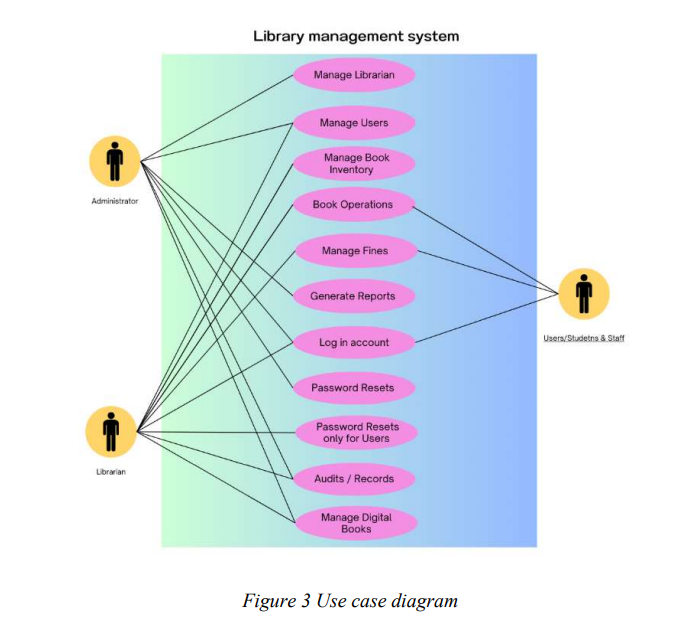 Library management system
Manage Librarian
Manage Users
Manage Book
Inventory
Administrator
Book Operations
Manage Fines
Generate Reports
Users/Studetns & Staff
Log in account
Password Resets
Password Resets
only for Users
Librarian
Audits / Records
Manage Digital
Books
Figure 3 Use case diagram